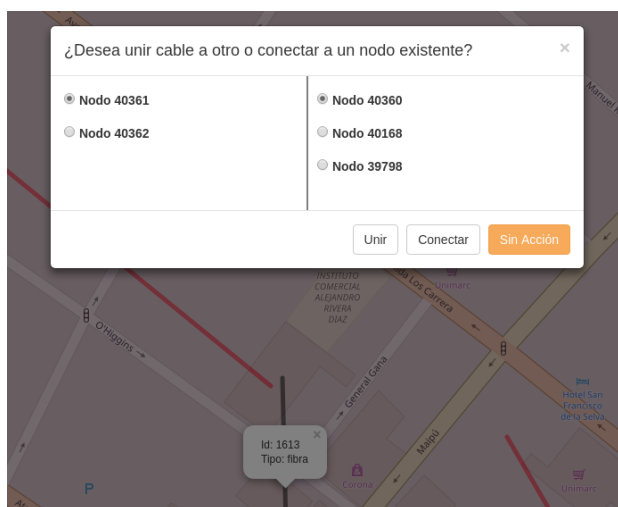 ¿Desea unir cable a otro o conectar a un nodo existente?
×
Nodo 40361
Nodo 40362
Nodo 40360
Nodo 40168
Nodo 39798
Unir
Conectar
Sin Acción
Manuel
INSTITUTO
COMERCIAL
ALEJANDRO
RIVERA
DIAZ
Los Carrera
Unimarc
O'Higgins
General Gana
Maipú
Hotel San
Francisco
de la Selva
Id: 1613
Tipo: fibra
×
Corona
Unimarc
P